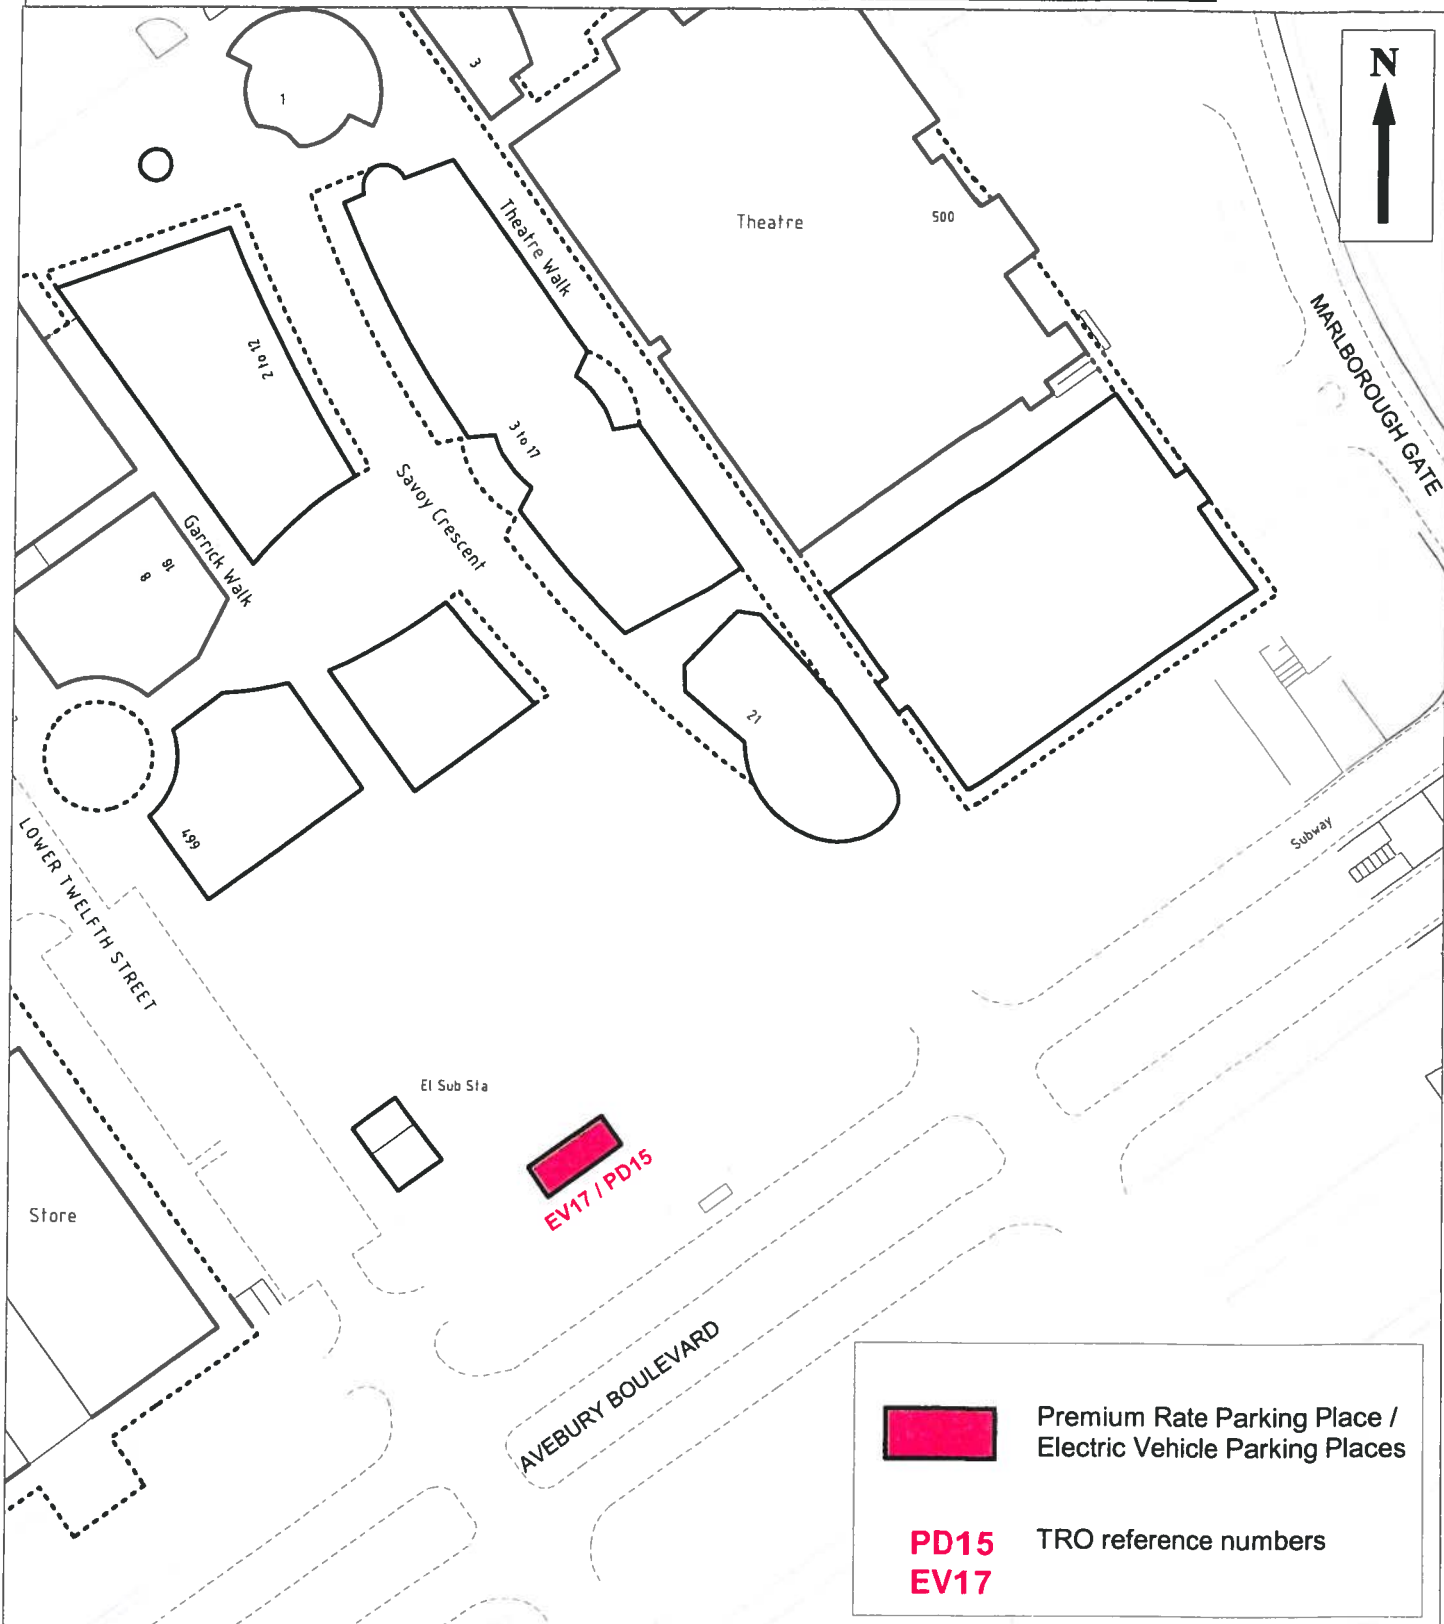 N
3
1
Theatre
500
Theatre Walk
MARLBOROUGH GATE
2 to 12
3 to 17
Savoy Crescent
Garrick Walk
16
8
21
499
LOWER TWELFTH STREET
Subway
El Sub Sta
EV17 / PD15
Store
AVEBURY BOULEVARD
Premium Rate Parking Place /
Electric Vehicle Parking Places
PD15
EV17
TRO reference numbers